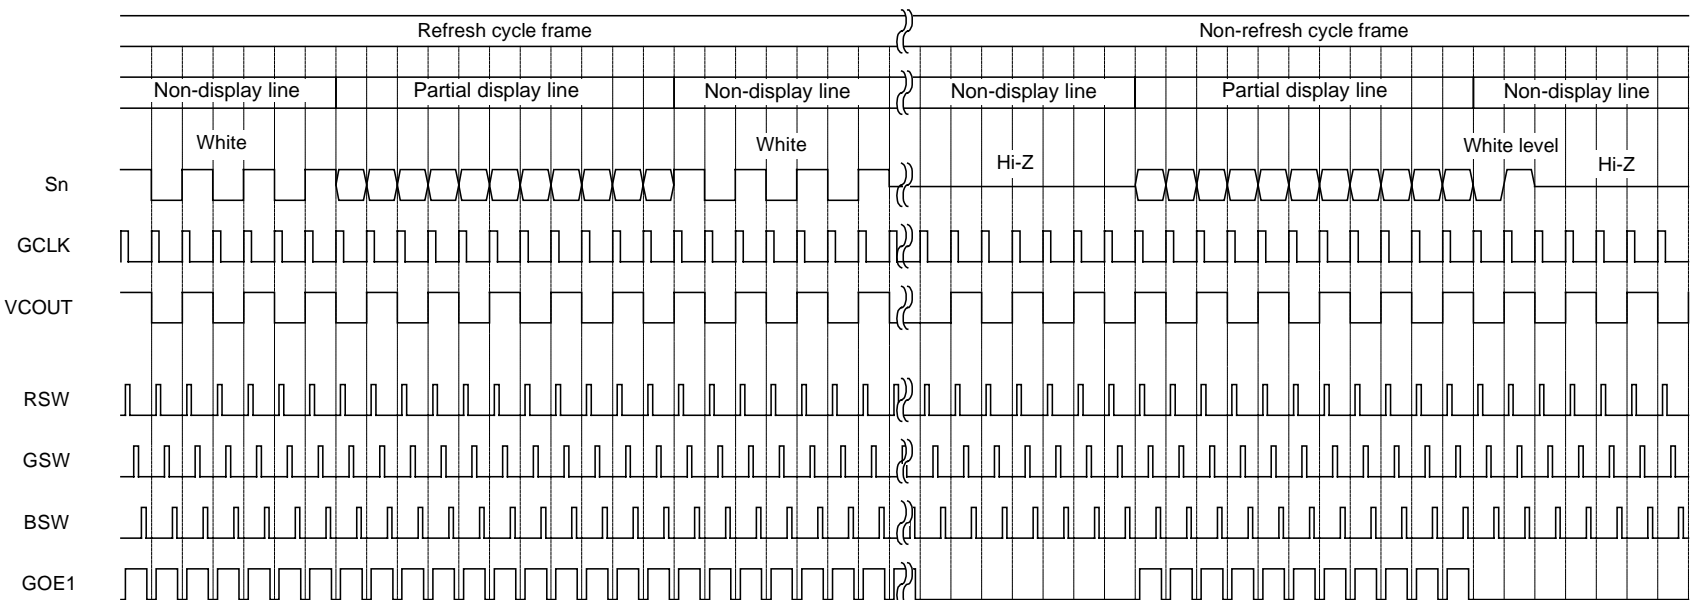 Refresh cycle frame Non-refresh cycle frame
Non-display line Partial display line Non-display line Non-display line Partial display line Non-display line
White White Hi-Z White level Hi-Z
Sn
GCLK
VCOUT
RSW
GSW
BSW
GOE1